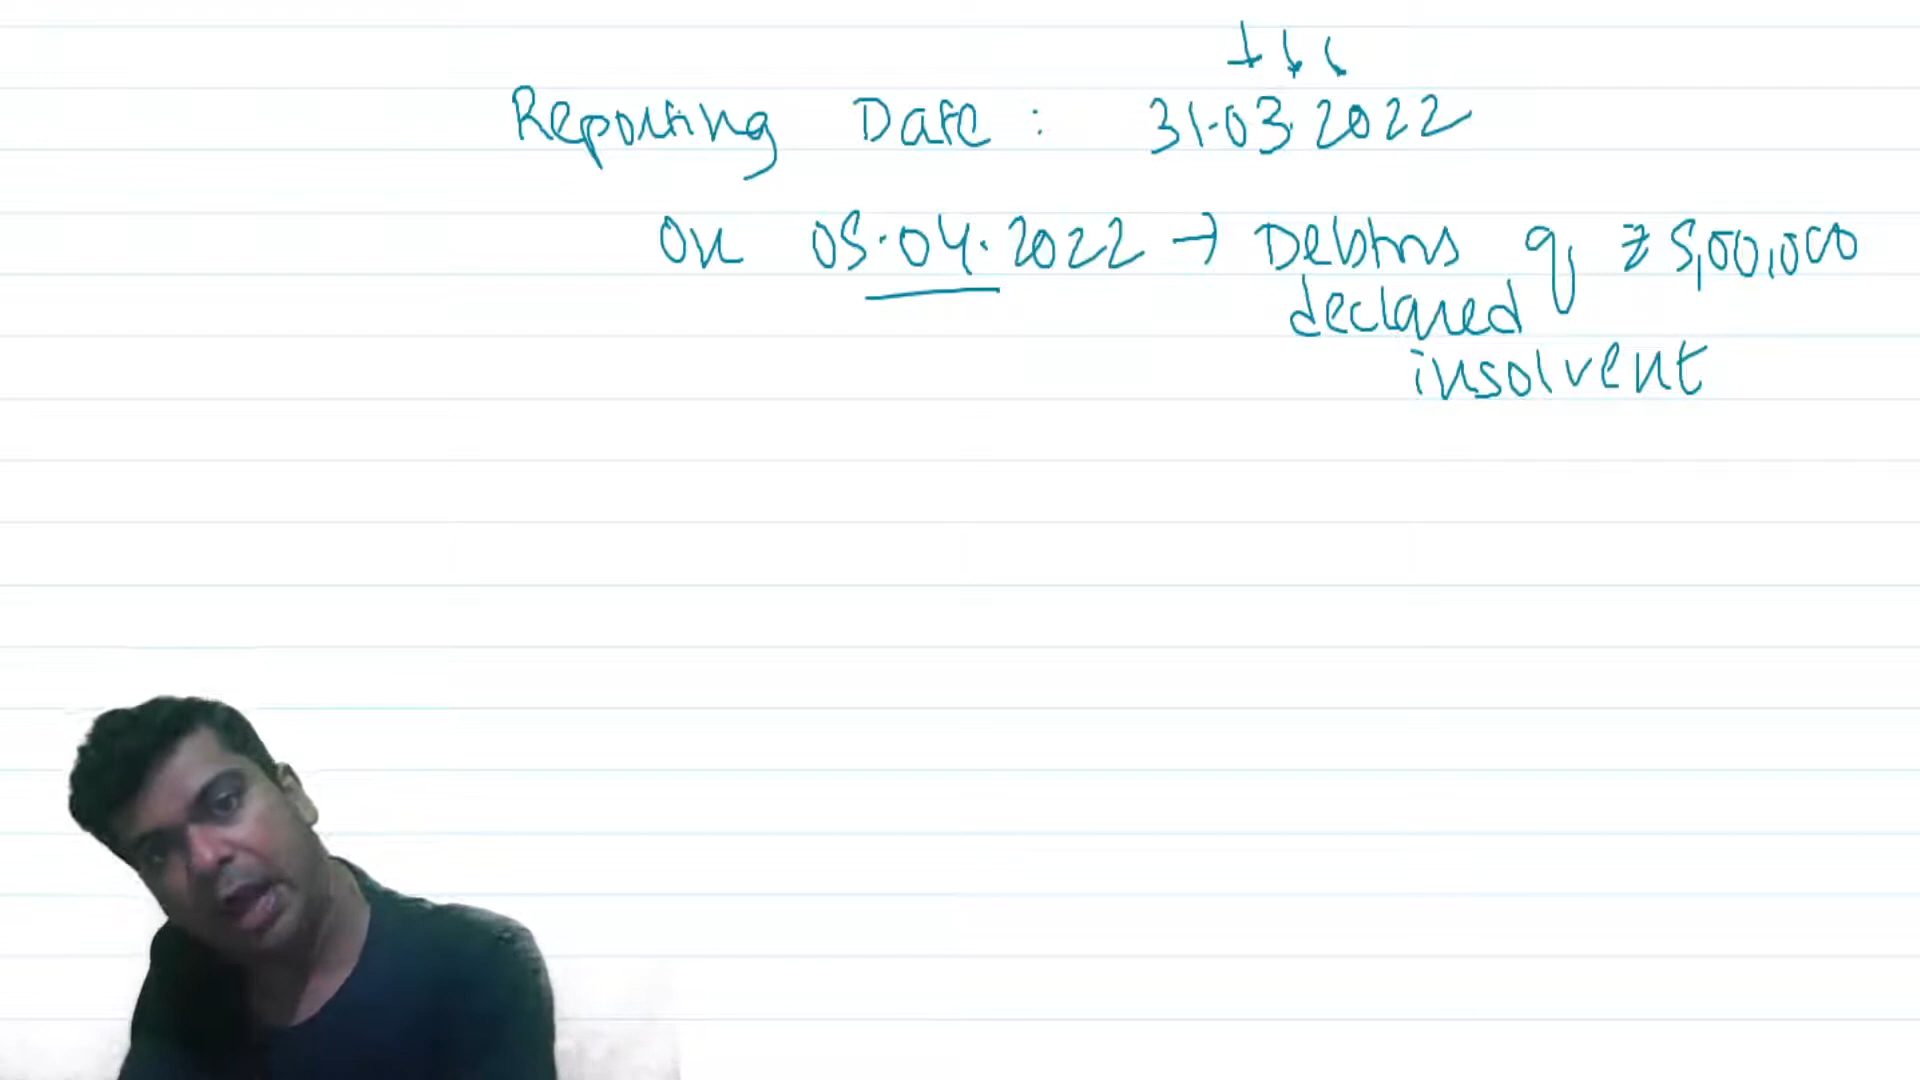 Reporting Date : 31.03.2022
On 05.04.2022 → Debtors of ₹ 5,00,000
declared
insolvent